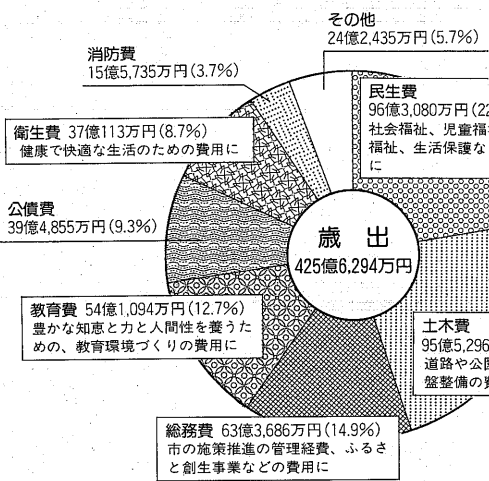 その他
24億2,435万円(5.7%)
消防費
15億5,735万円(3.7%)
民生費
96億3,080万円(22
社会福祉、児童福祉
福祉、生活保護な
に
衛生費 37億113万円(8.7%)
健康で快適な生活のための費用に
公債費
39億4,855万円(9.3%)
歳出
425億6,294万円
教育費 54億1,094万円(12.7%)
豊かな知恵と力と人間性を養うた
めの、教育環境づくりの費用に
土木費
95億5,296
道路や公園
盤整備の費
総務費 63億3,686万円(14.9%)
市の施策推進の管理経費、ふるさ
と創生事業などの費用に